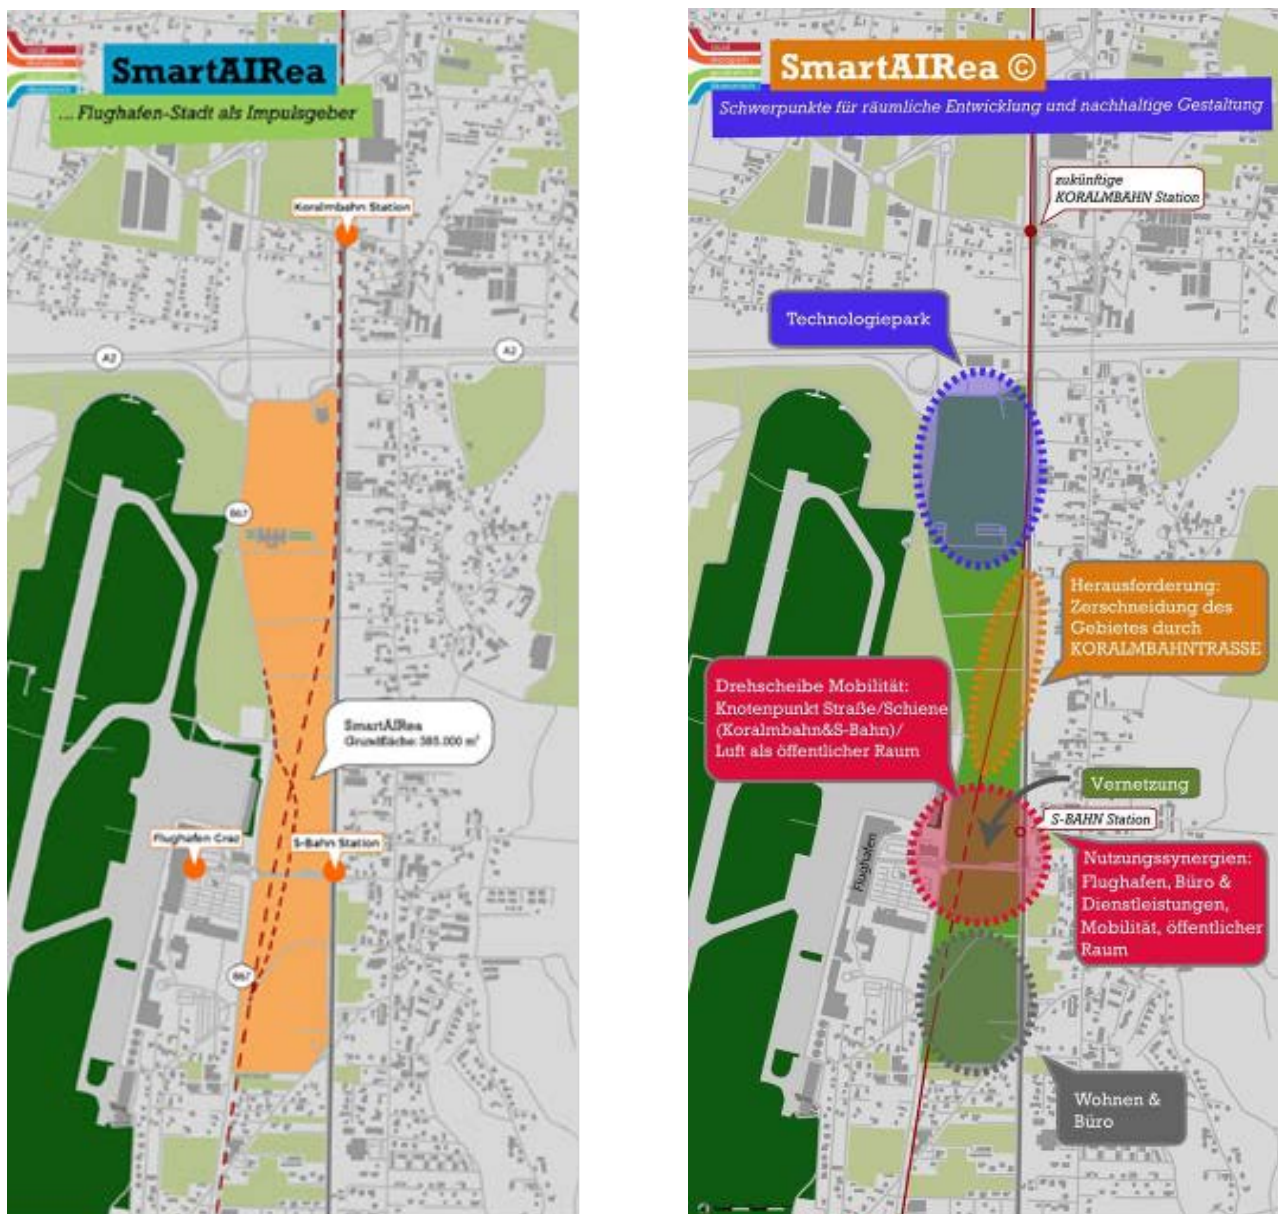 SmartAIRea
... Flughafen-Stadt als Impulsgeber
Koralmbahn Station
A2
A2
B67
SmartAIRea
Grundfläche: 385.000 m²
Flughafen Graz
S-Bahn Station
B67
SmartAIRea ©
Schwerpunkte für räumliche Entwicklung und nachhaltige Gestaltung
zukünftige
KORALMBAHN Station
Technologiepark
Herausforderung:
Zerschneidung des
Gebietes durch
KORALMBAHNTRASSE
Drehscheibe Mobilität:
Knotenpunkt Straße/Schiene
(Koralmbahn&S-Bahn)/
Luft als öffentlicher Raum
Vernetzung
S-BAHN Station
Flughafen
Nutzungssynergien:
Flughafen, Büro &
Dienstleistungen,
Mobilität, öffentlicher
Raum
Wohnen &
Büro